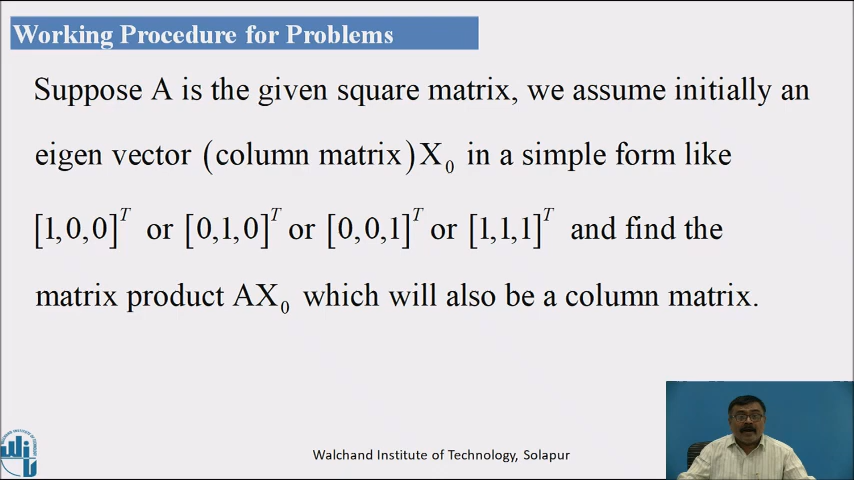 Working Procedure for Problems
Suppose A is the given square matrix, we assume initially an
eigen vector (column matrix) X₀ in a simple form like
[1,0,0]ᵀ or [0,1,0]ᵀ or [0,0,1]ᵀ or [1,1,1]ᵀ and find the
matrix product AX₀ which will also be a column matrix.
Walchand Institute of Technology, Solapur